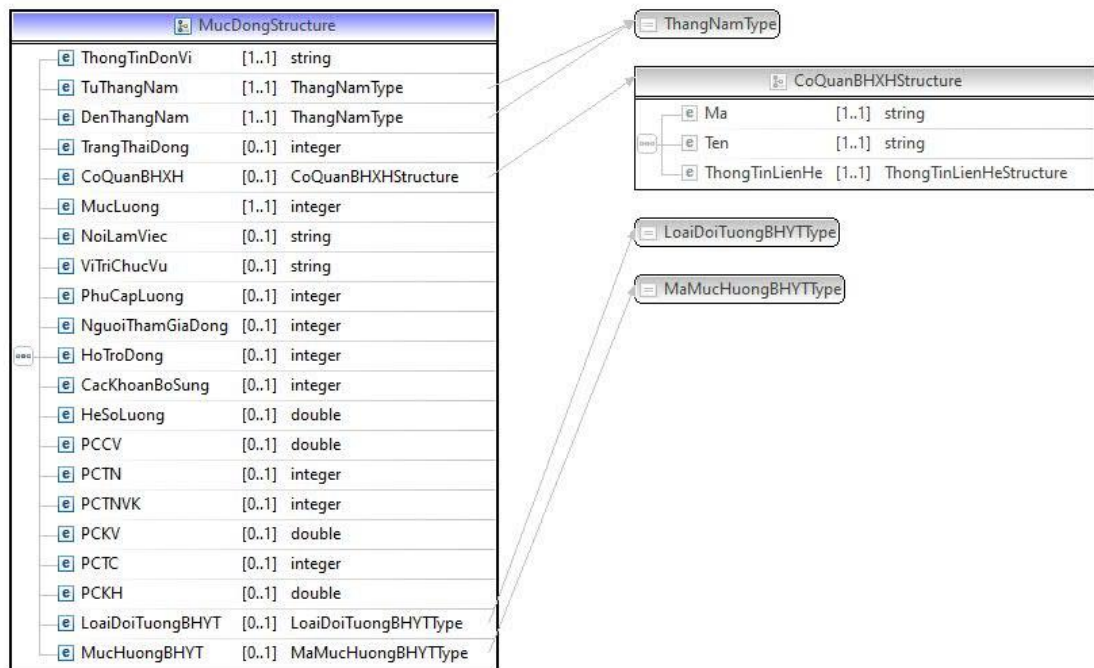 MucDongStructure
ThongTinDonVi [1..1] string
TuThangNam [1..1] ThangNamType
DenThangNam [1..1] ThangNamType
TrangThaiDong [0..1] integer
CoQuanBHXH [0..1] CoQuanBHXHStructure
MucLuong [1..1] integer
NoiLamViec [0..1] string
ViTriChucVu [0..1] string
PhuCapLuong [0..1] integer
NguoiThamGiaDong [0..1] integer
HoTroDong [0..1] integer
CacKhoanBoSung [0..1] integer
HeSoLuong [0..1] double
PCCV [0..1] double
PCTN [0..1] integer
PCTNVK [0..1] integer
PCKV [0..1] double
PCTC [0..1] integer
PCKH [0..1] double
LoaiDoiTuongBHYT [0..1] LoaiDoiTuongBHYTType
MucHuongBHYT [0..1] MaMucHuongBHYTType
ThangNamType
CoQuanBHXHStructure
Ma [1..1] string
Ten [1..1] string
ThongTinLienHe [1..1] ThongTinLienHeStructure
LoaiDoiTuongBHYTType
MaMucHuongBHYTType